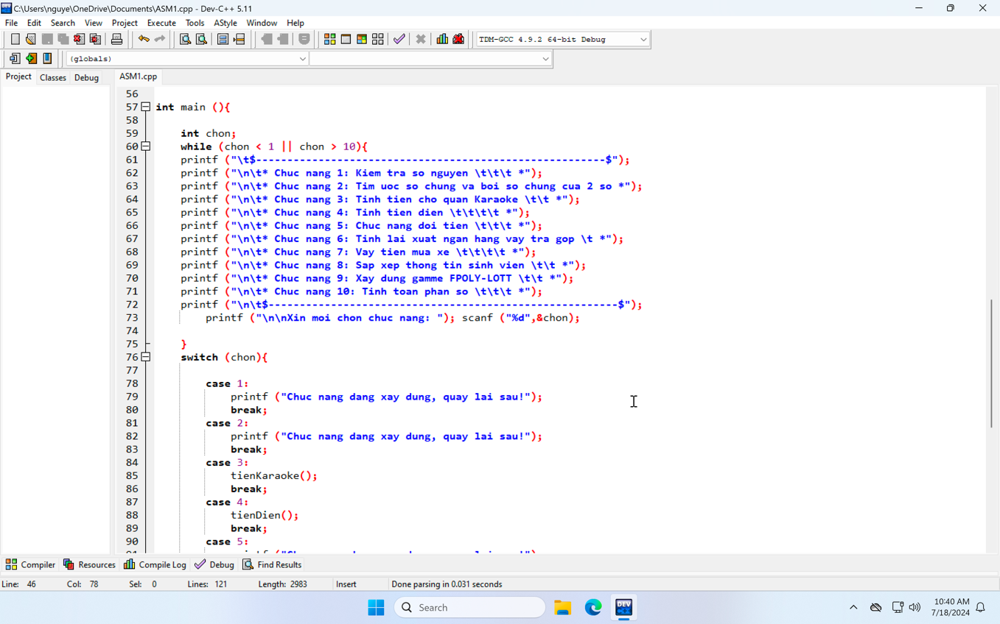 C:\Users\nguye\OneDrive\Documents\ASM1.cpp - Dev-C++ 5.11
File Edit Search View Project Execute Tools AStyle Window Help
TDM-GCC 4.9.2 64-bit Debug
(globals)
Project Classes Debug ASM1.cpp
56
57 int main (){
58
59 int chon;
60 while (chon < 1 || chon > 10){
61 printf ("\t$--------------------------------------------------------$");
62 printf ("\n\t* Chuc nang 1: Kiem tra so nguyen \t\t\t *");
63 printf ("\n\t* Chuc nang 2: Tim uoc so chung va boi so chung cua 2 so *");
64 printf ("\n\t* Chuc nang 3: Tinh tien cho quan Karaoke \t\t *");
65 printf ("\n\t* Chuc nang 4: Tinh tien dien \t\t\t\t *");
66 printf ("\n\t* Chuc nang 5: Chuc nang doi tien \t\t\t *");
67 printf ("\n\t* Chuc nang 6: Tinh lai xuat ngan hang vay tra gop \t *");
68 printf ("\n\t* Chuc nang 7: Vay tien mua xe \t\t\t\t *");
69 printf ("\n\t* Chuc nang 8: Sap xep thong tin sinh vien \t\t *");
70 printf ("\n\t* Chuc nang 9: Xay dung gamme FPOLY-LOTT \t\t *");
71 printf ("\n\t* Chuc nang 10: Tinh toan phan so \t\t\t *");
72 printf ("\n\t$--------------------------------------------------------$");
73 printf ("\n\nXin moi chon chuc nang: "); scanf ("%d",&chon);
74
75 }
76 switch (chon){
77
78 case 1:
79 printf ("Chuc nang dang xay dung, quay lai sau!");
80 break;
81 case 2:
82 printf ("Chuc nang dang xay dung, quay lai sau!");
83 break;
84 case 3:
85 tienKaraoke();
86 break;
87 case 4:
88 tienDien();
89 break;
90 case 5:
Compiler Resources Compile Log Debug Find Results
Line: 46 Col: 78 Sel: 0 Lines: 121 Length: 2983 Insert Done parsing in 0.031 seconds
Search
DEV
10:40 AM
7/18/2024